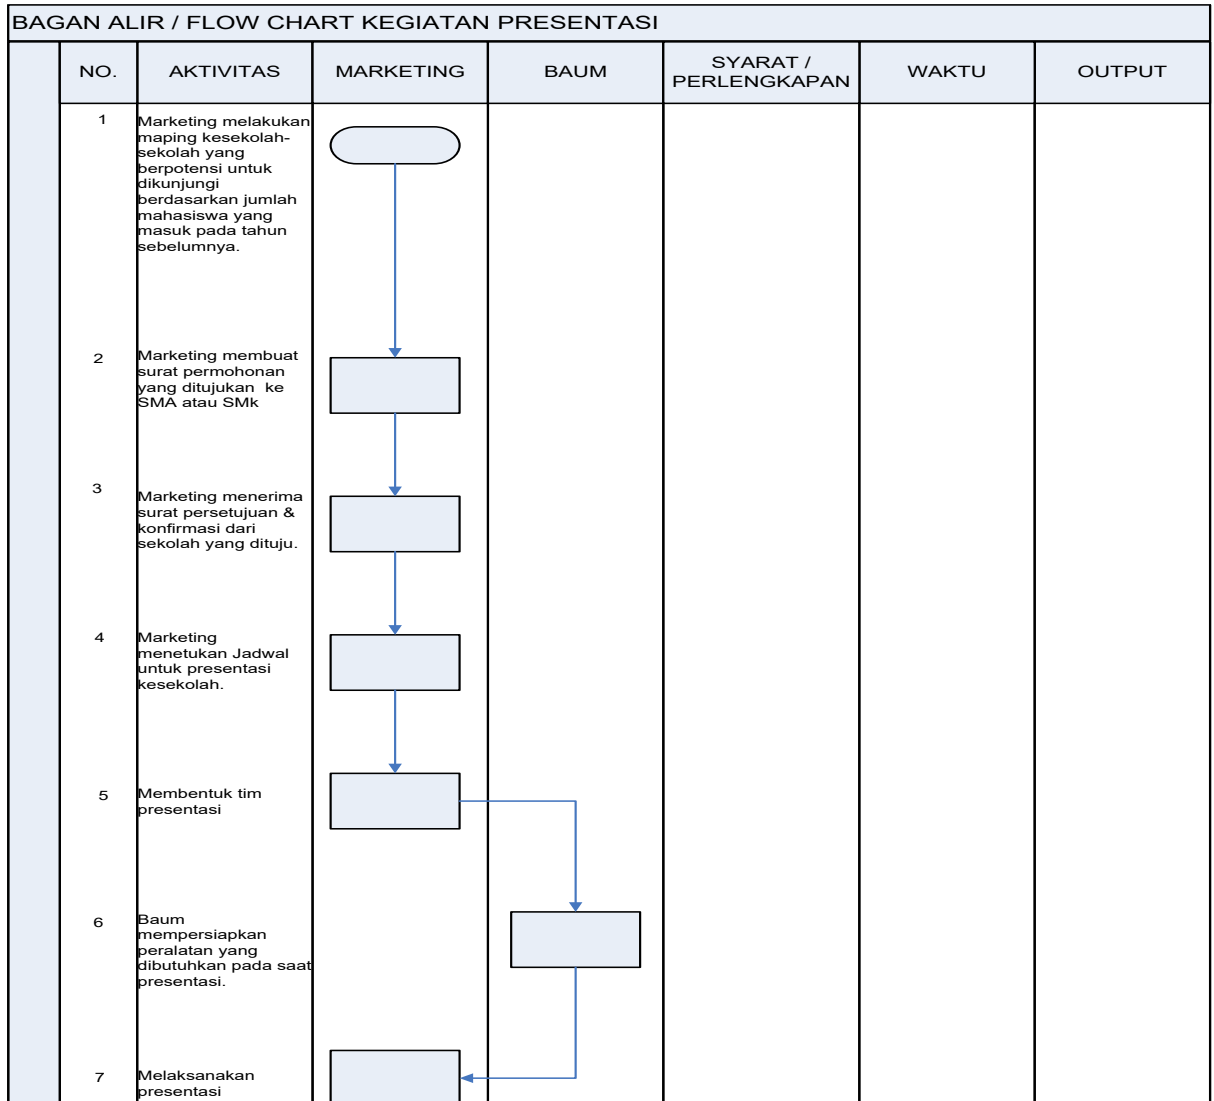 BAGAN ALIR / FLOW CHART KEGIATAN PRESENTASI
NO.
AKTIVITAS
MARKETING
BAUM
SYARAT /
PERLENGKAPAN
WAKTU
OUTPUT
1
Marketing melakukan
maping kesekolah-
sekolah yang
berpotensi untuk
dikunjungi
berdasarkan jumlah
mahasiswa yang
masuk pada tahun
sebelumnya.
2
Marketing membuat
surat permohonan
yang ditujukan  ke
SMA atau SMk
3
Marketing menerima
surat persetujuan &
konfirmasi dari
sekolah yang dituju.
4
Marketing
menetukan Jadwal
untuk presentasi
kesekolah.
5
Membentuk tim
presentasi
6
Baum
mempersiapkan
peralatan yang
dibutuhkan pada saat
presentasi.
7
Melaksanakan
presentasi